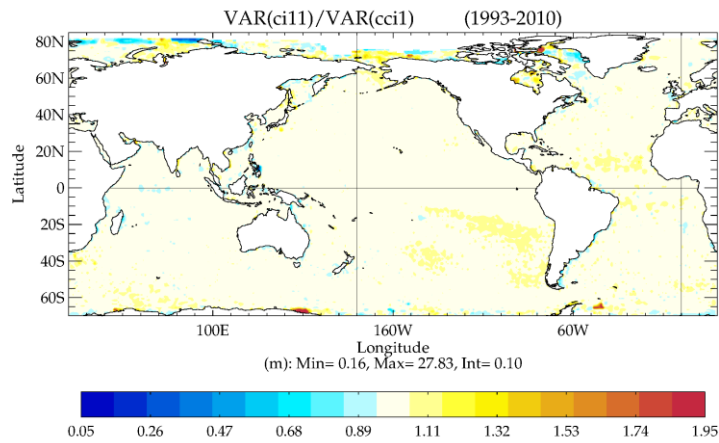 VAR(ci11)/VAR(cci1) (1993-2010)
80N
60N
40N
20N
0
20S
40S
60S
Latitude
100E 160W 60W
Longitude
(m): Min= 0.16, Max= 27.83, Int= 0.10
0.05 0.26 0.47 0.68 0.89 1.11 1.32 1.53 1.74 1.95